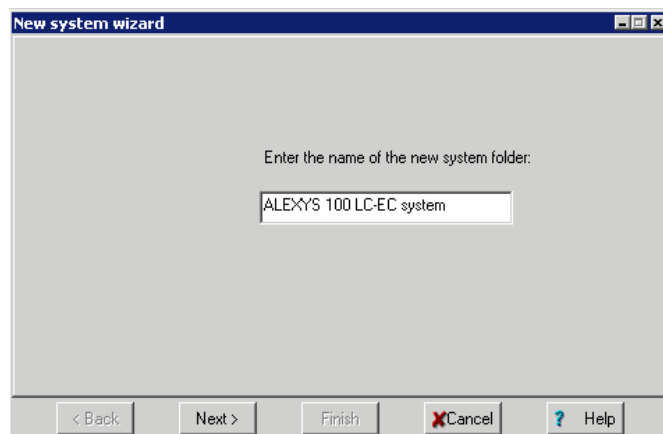 New system wizard
Enter the name of the new system folder:
ALEXYS 100 LC-EC system
< Back Next > Finish Cancel ? Help